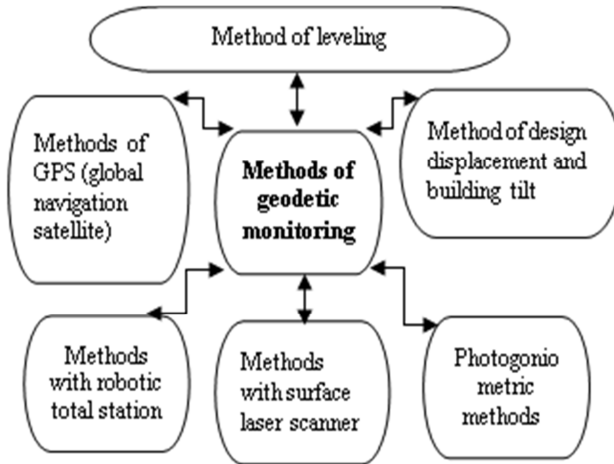 Method of leveling
Methods of
GPS (global
navigation
satellite)
Methods of
geodetic
monitoring
Method of design
displacement and
building tilt
Methods
with robotic
total station
Methods
with surface
laser scanner
Photogonio
metric
methods